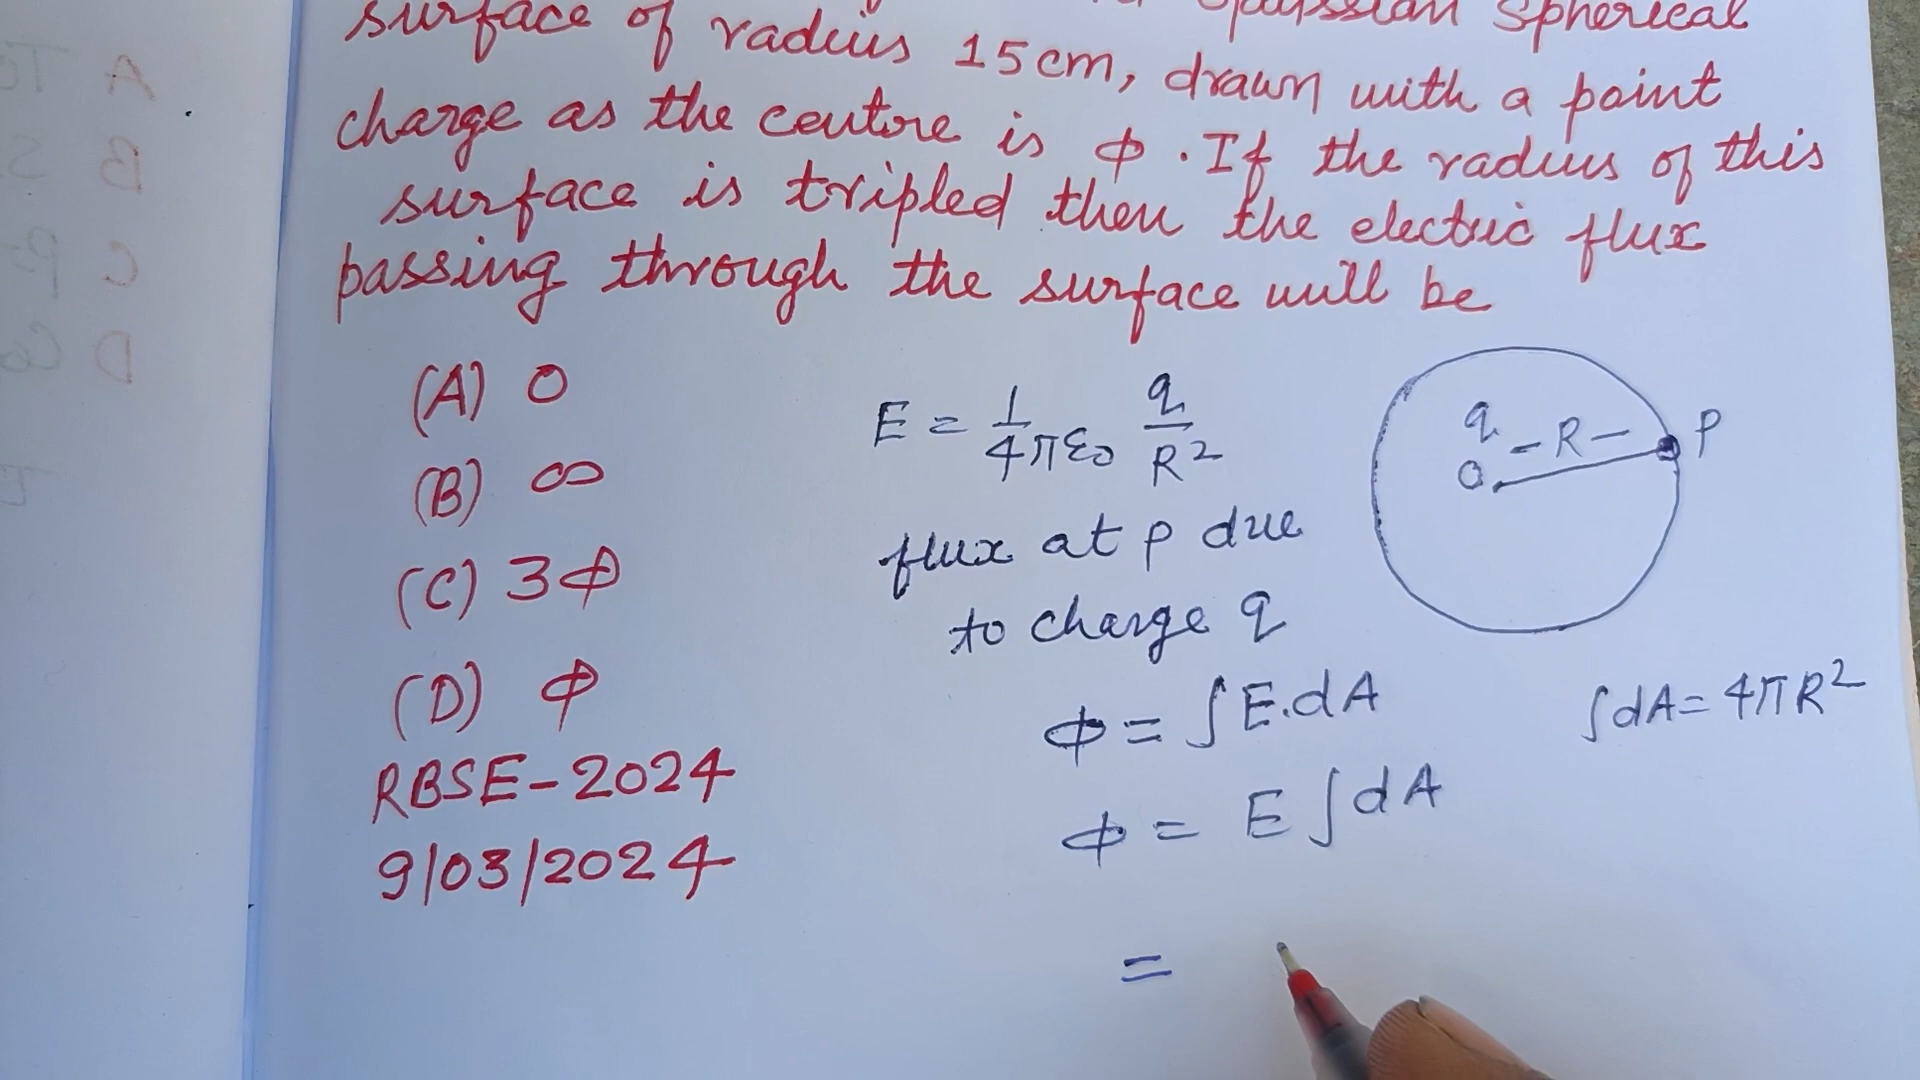 surface of radius 15cm, drawn with a point
charge as the centre is ϕ. If the radius of this
surface is tripled then the electric flux
passing through the surface will be
(A) 0
(B) ∞
(C) 3ϕ
(D) ϕ
RBSE-2024
9/03/2024
E = 1/4πε0 q/R²
flux at p due
to charge q
ϕ = ∫E.dA
ϕ = E∫dA
=
q
O - R - P
∫dA = 4πR²